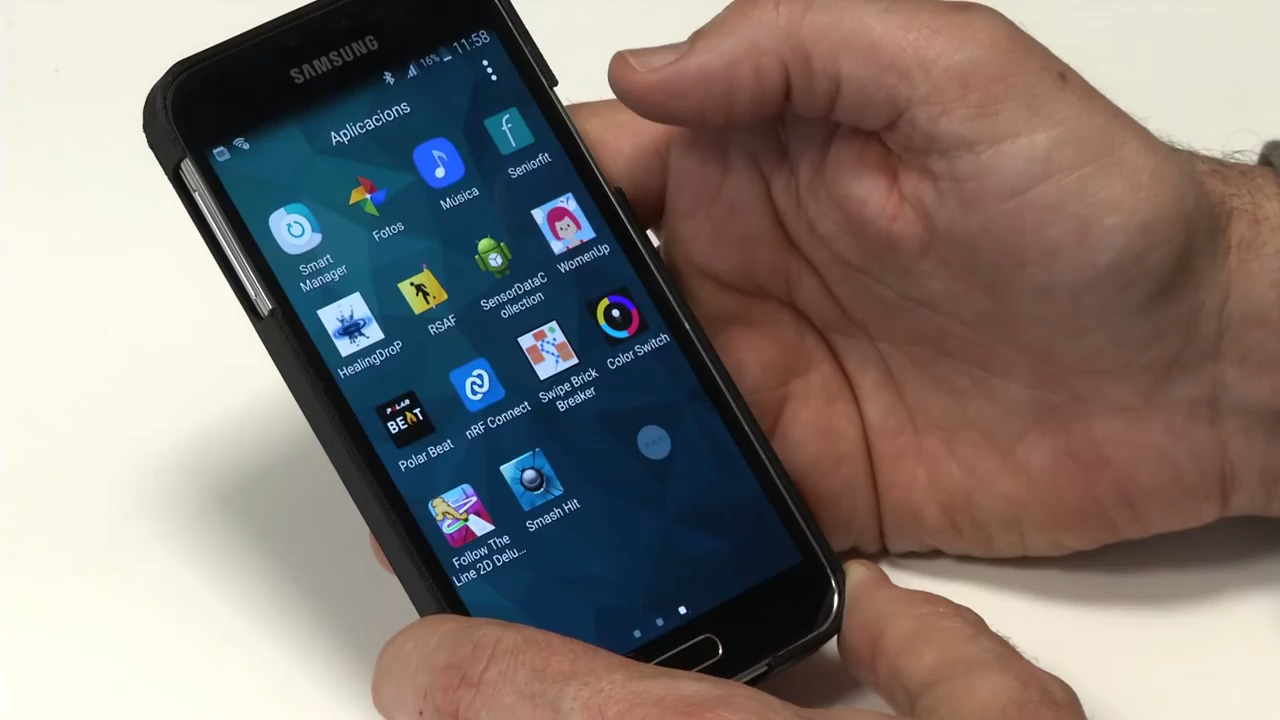 SAMSUNG
16% 11:58
Aplicacions
Smart
Manager
Fotos
Música
f
Seniorfit
HealingDroP
RSAF
SensorDataC
ollection
WomenUp
POLAR
BEAT
Polar Beat
nRF Connect
Swipe Brick
Breaker
Color Switch
Follow The
Line 2D Delu...
Smash Hit